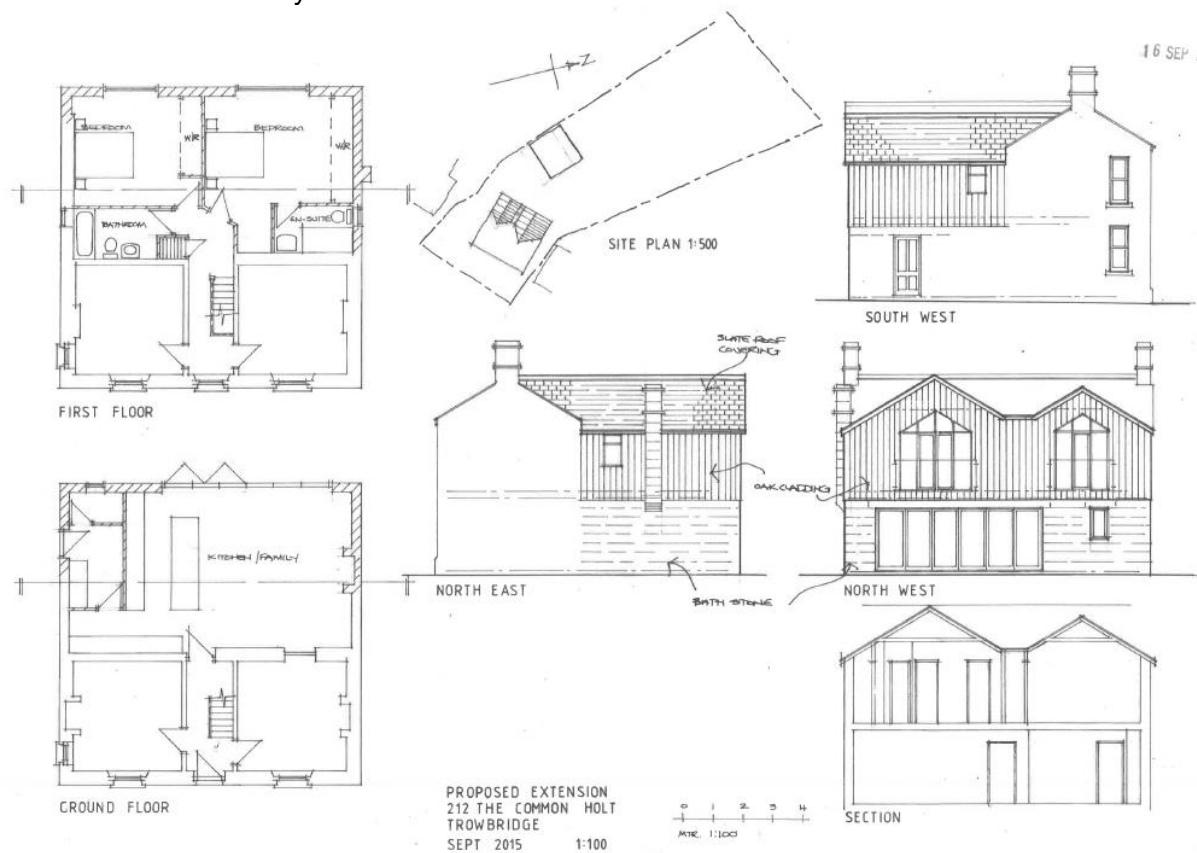 y
16 SEP
BEDROOM
W/R
BEDROOM
W/R
BATHROOM
EN-SUITE
FIRST FLOOR
N
SITE PLAN 1:500
SOUTH WEST
SLATE ROOF
COVERING
OAK CLADDING
BATH STONE
NORTH EAST
NORTH WEST
KITCHEN/FAMILY
GROUND FLOOR
PROPOSED EXTENSION
212 THE COMMON HOLT
TROWBRIDGE
SEPT 2015 1:100
0 1 2 3 4
MTR. 1:100
SECTION